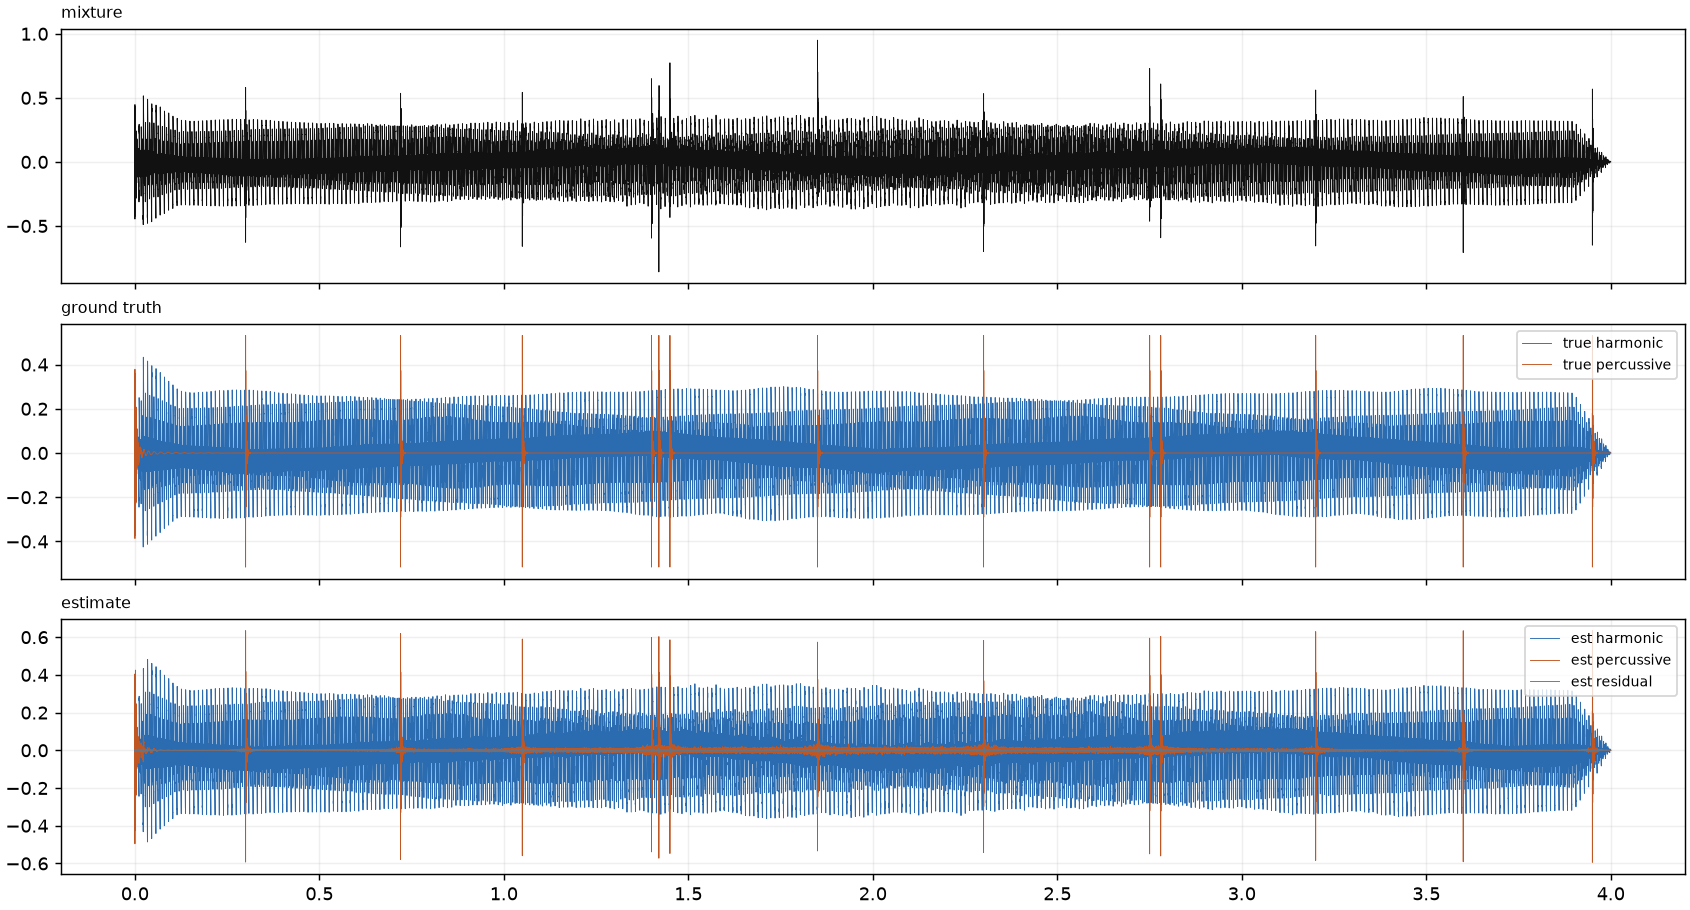 mixture
1.0
0.5
0.0
−0.5
ground truth
true harmonic
true percussive
0.4
0.2
0.0
−0.2
−0.4
estimate
est harmonic
est percussive
est residual
0.6
0.4
0.2
0.0
−0.2
−0.4
−0.6
0.0 0.5 1.0 1.5 2.0 2.5 3.0 3.5 4.0